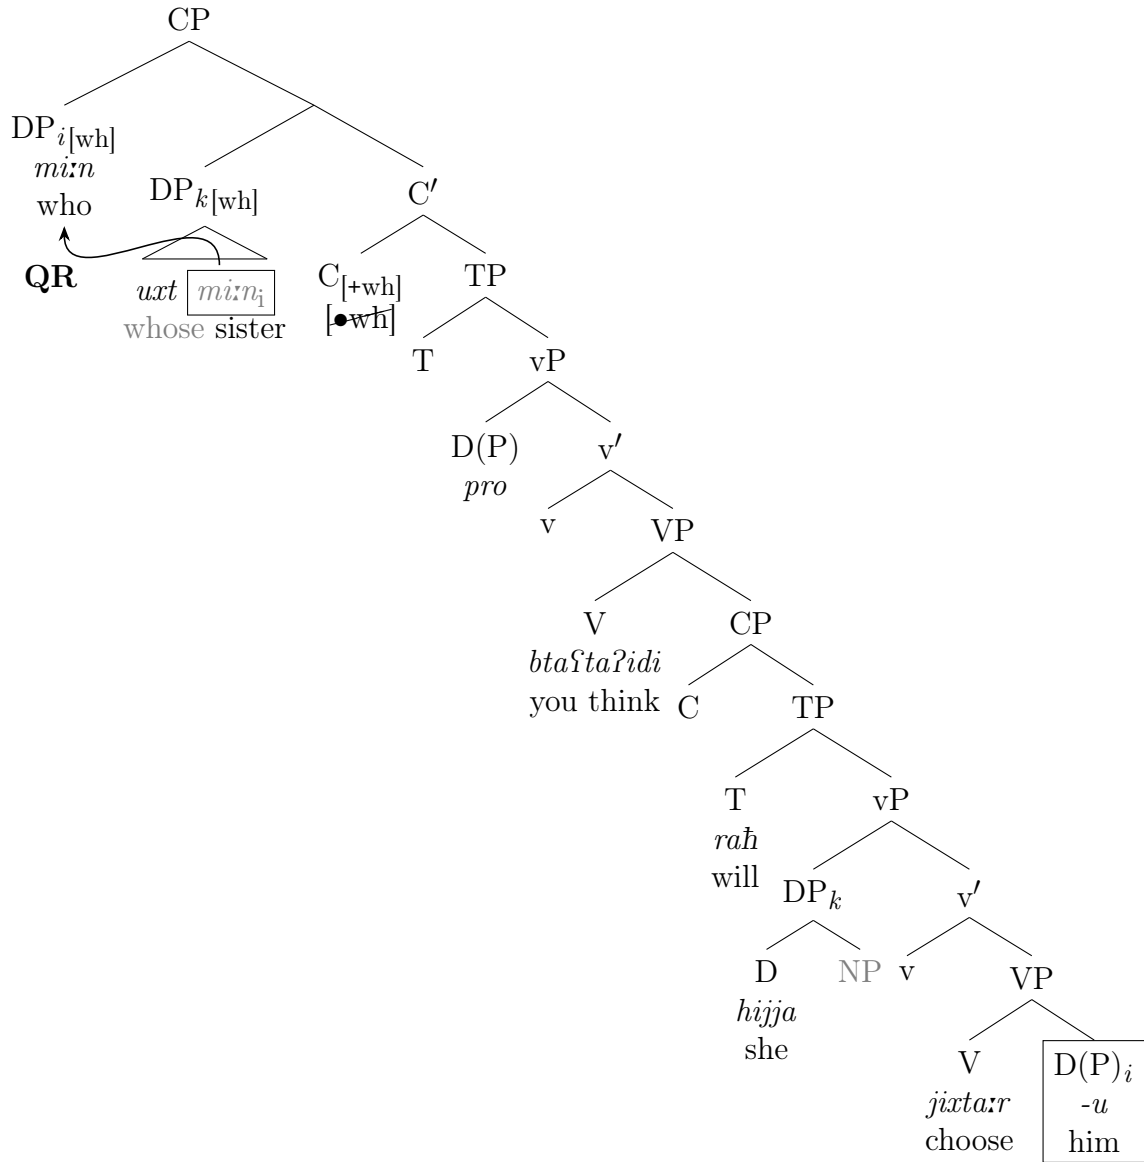 CP
DP_i[wh]
mi:n
who
QR
DP_k[wh]
uxt mi:n_i
whose sister
C′
C[+wh]
[●wh]
TP
T
vP
D(P)
pro
v′
v
VP
V
btaʕtaʔidi
you think
CP
C
TP
T
raħ
will
vP
DP_k
D
hijja
she
NP
v′
v
VP
V
jixta:r
choose
D(P)_i
-u
him